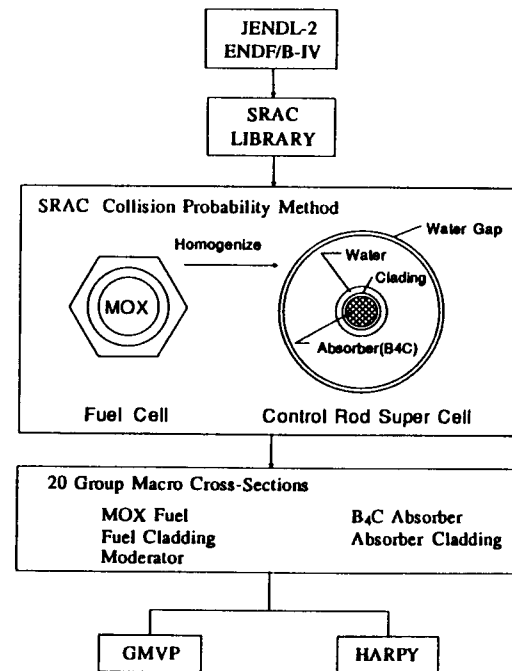 JENDL-2
ENDF/B-IV
SRAC
LIBRARY
SRAC Collision Probability Method
Homogenize
Water Gap
Water
Clading
MOX
Absorber(B4C)
Fuel Cell
Control Rod Super Cell
20 Group Macro Cross-Sections
MOX Fuel
Fuel Cladding
Moderator
B₄C Absorber
Absorber Cladding
GMVP
HARPY